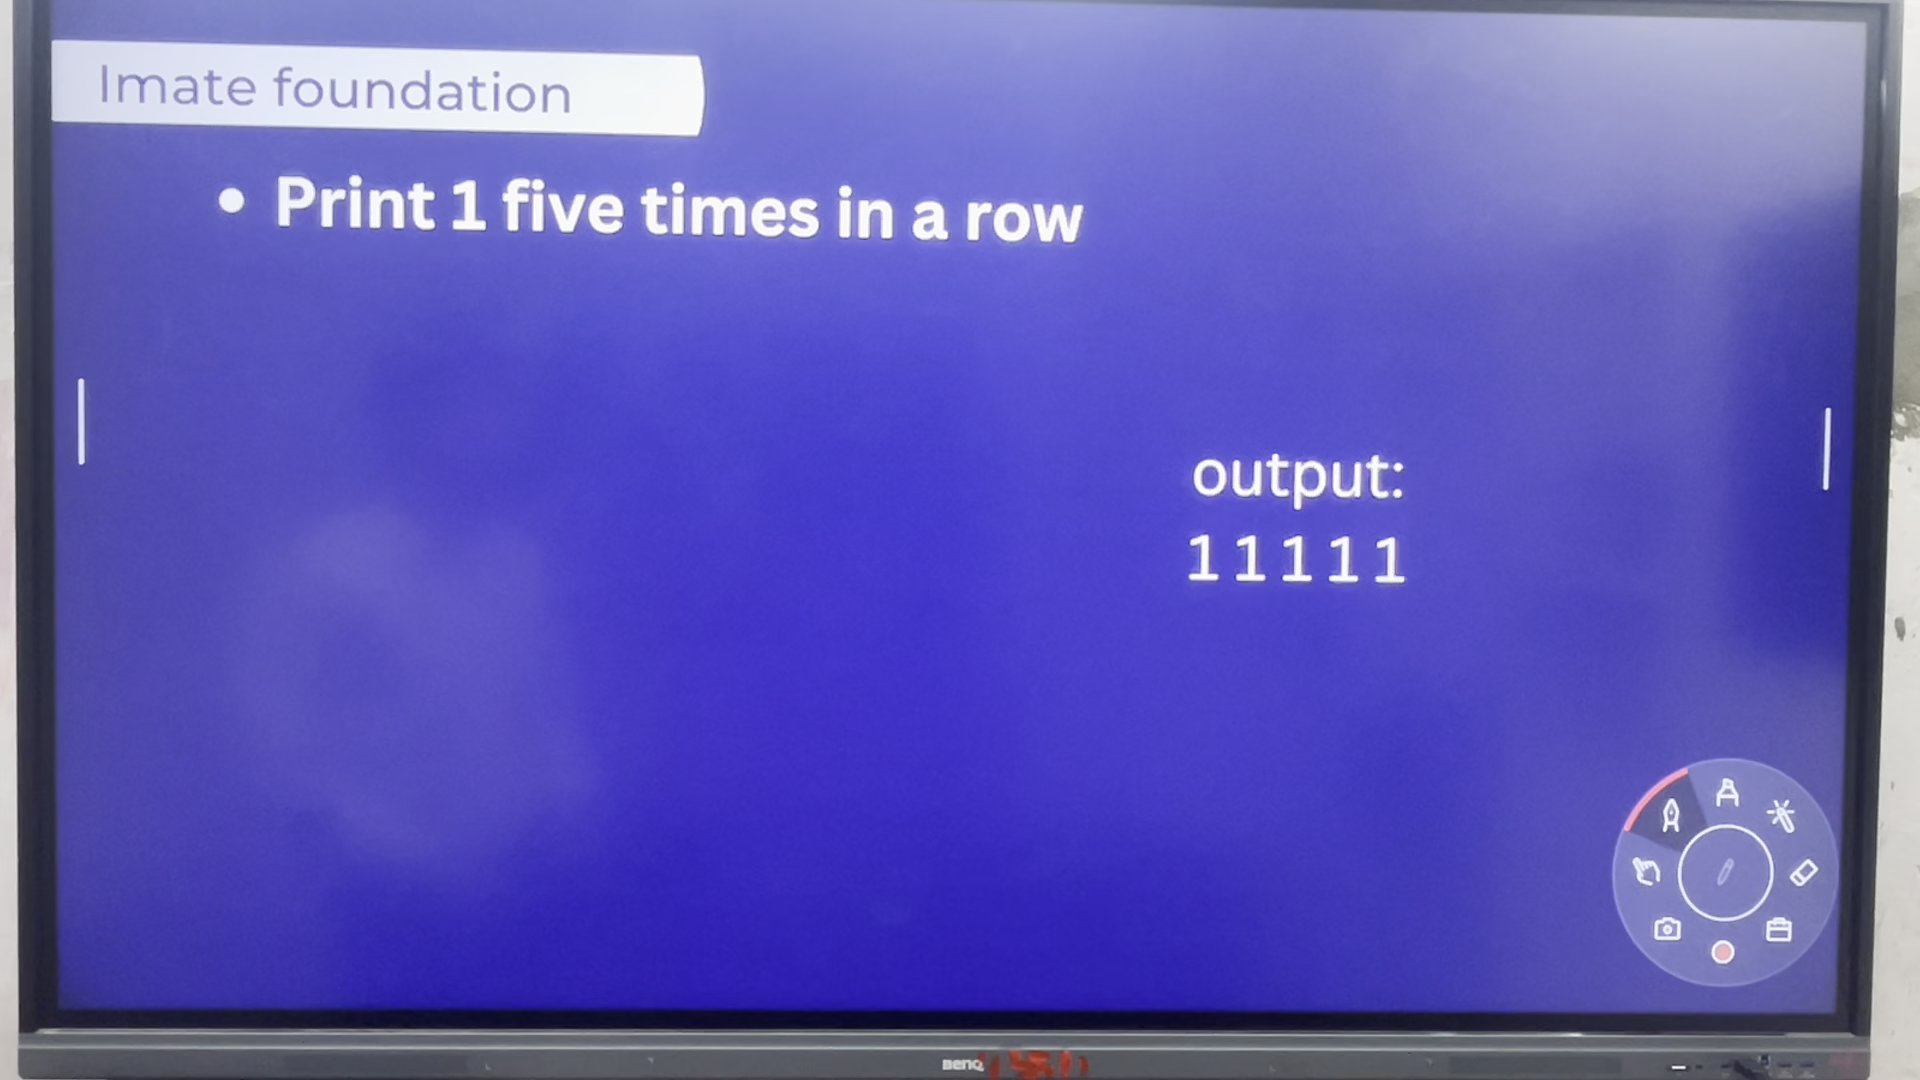 Imate foundation
• Print 1 five times in a row
output:
1 1 1 1 1
BenQ